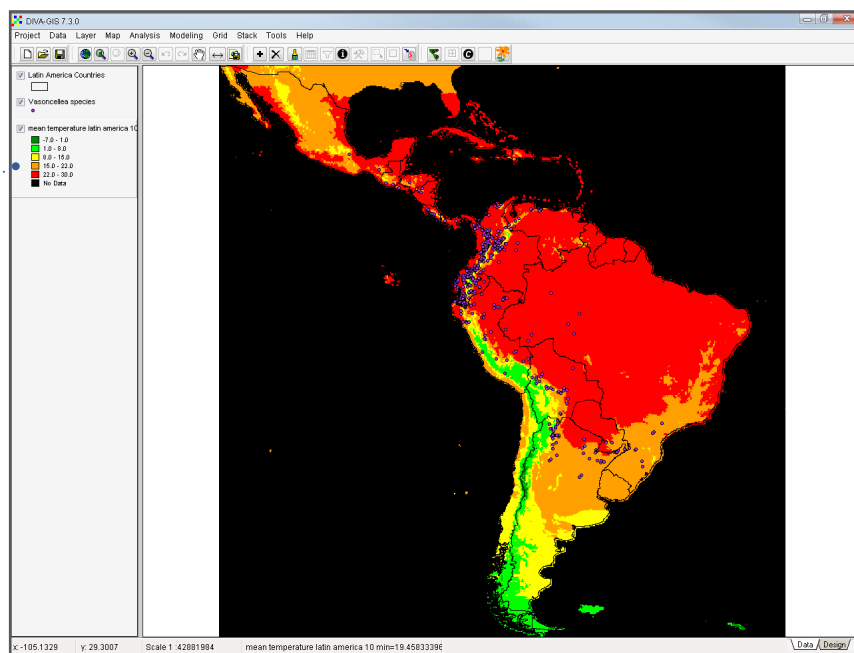 DIVA-GIS 7.3.0
Project Data Layer Map Analysis Modeling Grid Stack Tools Help
Latin America Countries
Vasconcellea species
mean temperature latin america 10
-7.0 - 1.0
1.0 - 8.0
8.0 - 15.0
15.0 - 22.0
22.0 - 30.0
No Data
Data Design
x: -105.1329 y: 29.3007 Scale 1 :42881984 mean temperature latin america 10 min=19.45833396